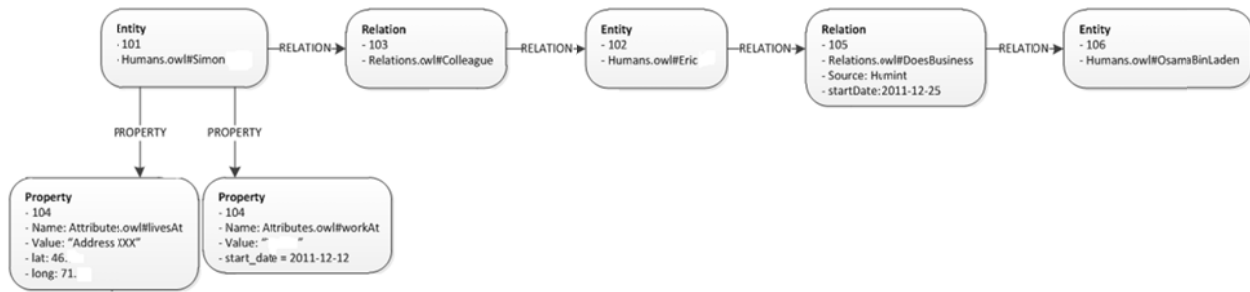 Entity
- 101
- Humans.owl#Simon
RELATION
Relation
- 103
- Relations.owl#Colleague
RELATION
Entity
- 102
- Humans.owl#Eric
RELATION
Relation
- 105
- Relations.owl#DoesBusiness
- Source: Humint
- startDate:2011-12-25
RELATION
Entity
- 106
- Humans.owl#OsamaBinLaden
PROPERTY
PROPERTY
Property
- 104
- Name: Attributes.owl#livesAt
- Value: "Address XXX"
- lat: 46.
- long: 71.
Property
- 104
- Name: Attributes.owl#workAt
- Value: " "
- start_date = 2011-12-12